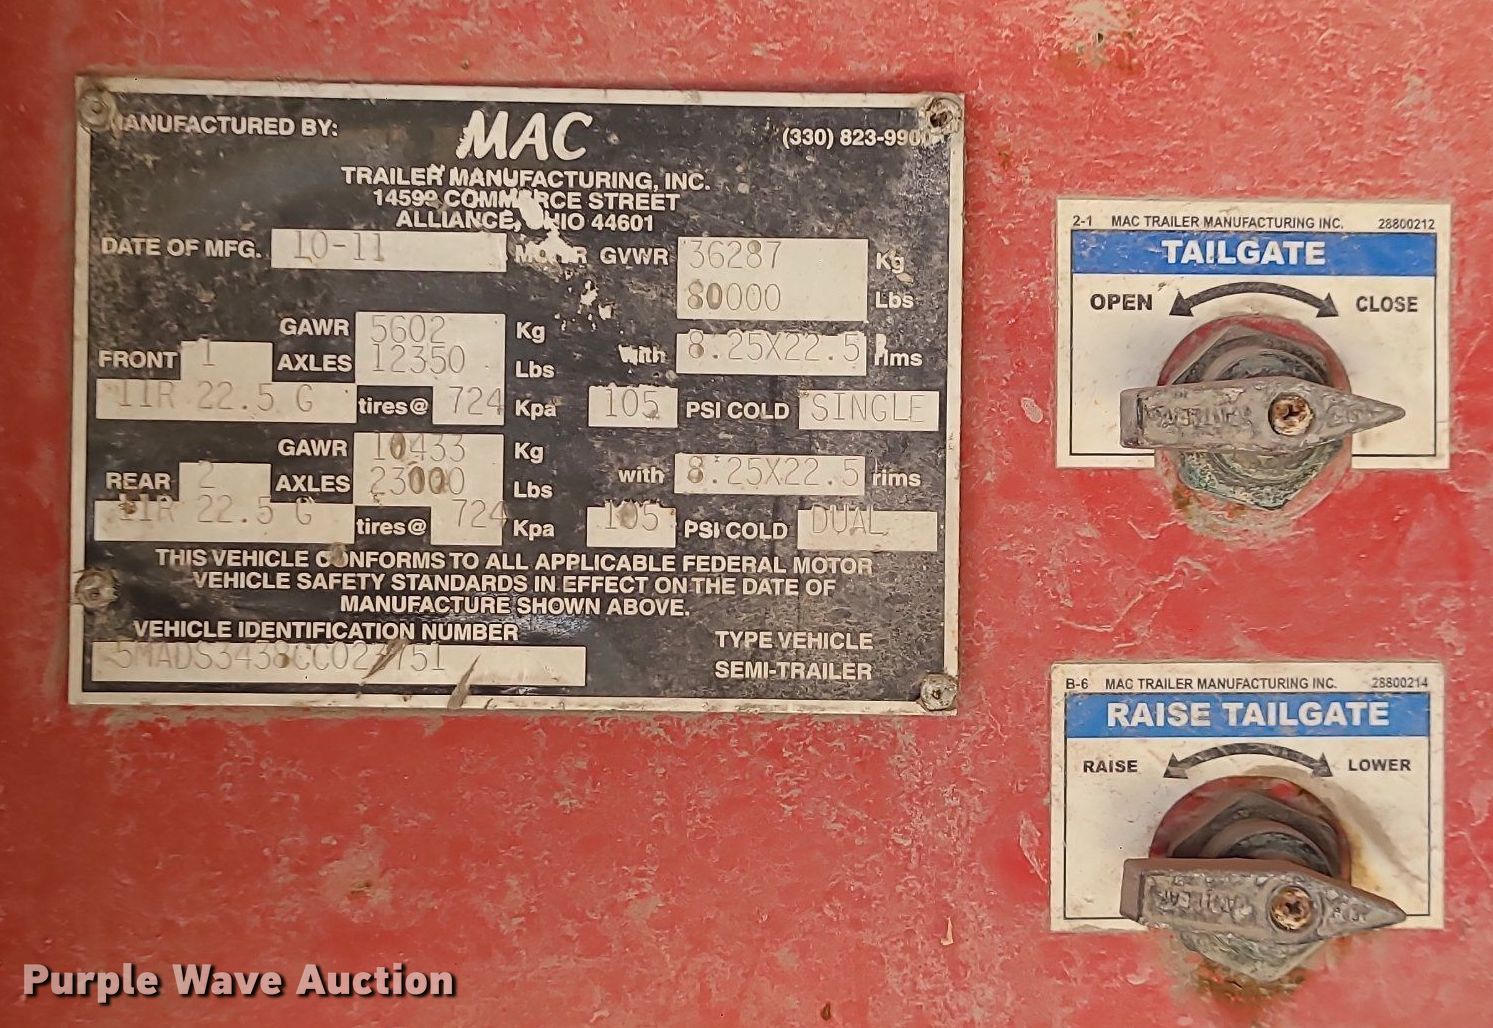 MANUFACTURED BY: MAC (330) 823-9900
TRAILER MANUFACTURING, INC.
14599 COMMERCE STREET
ALLIANCE, OHIO 44601
DATE OF MFG. 10-11 MOTOR GVWR 36287 Kg
80000 Lbs
GAWR 5602 Kg
FRONT 1 AXLES 12350 Lbs with 8.25X22.5 rims
11R 22.5 G tires@ 724 Kpa 105 PSI COLD SINGLE
GAWR 10433 Kg
REAR 2 AXLES 23000 Lbs with 8.25X22.5 rims
11R 22.5 G tires@ 724 Kpa 105 PSI COLD DUAL
THIS VEHICLE CONFORMS TO ALL APPLICABLE FEDERAL MOTOR
VEHICLE SAFETY STANDARDS IN EFFECT ON THE DATE OF
MANUFACTURE SHOWN ABOVE.
VEHICLE IDENTIFICATION NUMBER TYPE VEHICLE
SEMI-TRAILER
2-1 MAC TRAILER MANUFACTURING INC. 28800212
TAILGATE
OPEN CLOSE
B-6 MAC TRAILER MANUFACTURING INC. 28800214
RAISE TAILGATE
RAISE LOWER
Purple Wave Auction